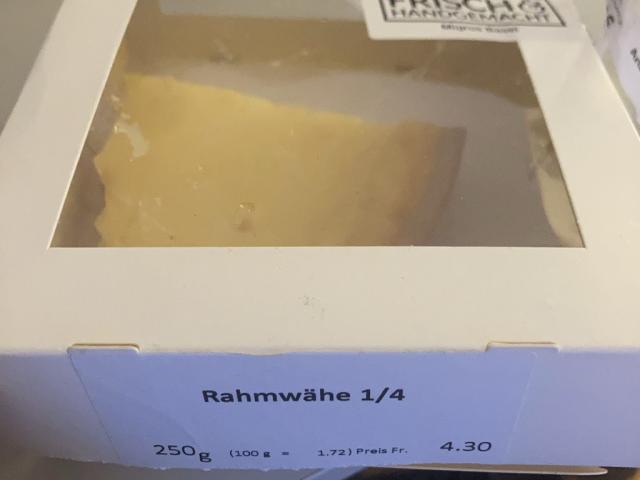 FRISCH &
HANDGEMACHT
Migros Basel
Rahmwähe 1/4
250g (100 g = 1.72) Preis Fr. 4.30